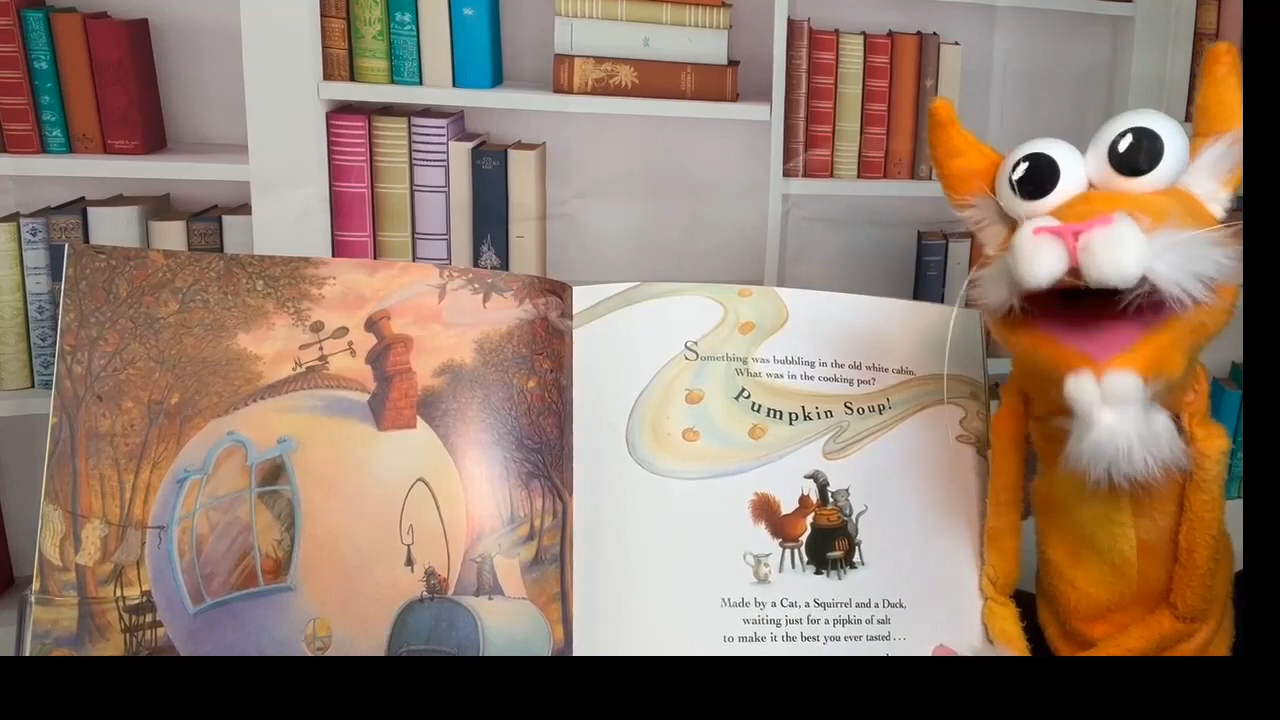 Something was bubbling in the old white cabin.
What was in the cooking pot?
Pumpkin Soup!
Made by a Cat, a Squirrel and a Duck,
waiting just for a pipkin of salt
to make it the best you ever tasted...